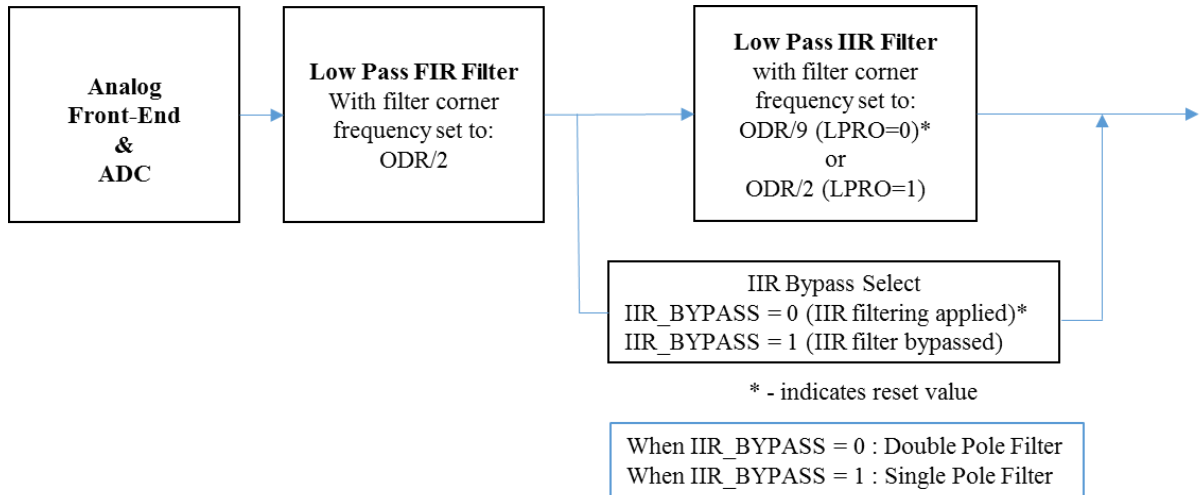 Analog
Front-End
&
ADC
Low Pass FIR Filter
With filter corner
frequency set to:
ODR/2
Low Pass IIR Filter
with filter corner
frequency set to:
ODR/9 (LPRO=0)*
or
ODR/2 (LPRO=1)
IIR Bypass Select
IIR_BYPASS = 0 (IIR filtering applied)*
IIR_BYPASS = 1 (IIR filter bypassed)
* - indicates reset value
When IIR_BYPASS = 0 : Double Pole Filter
When IIR_BYPASS = 1 : Single Pole Filter